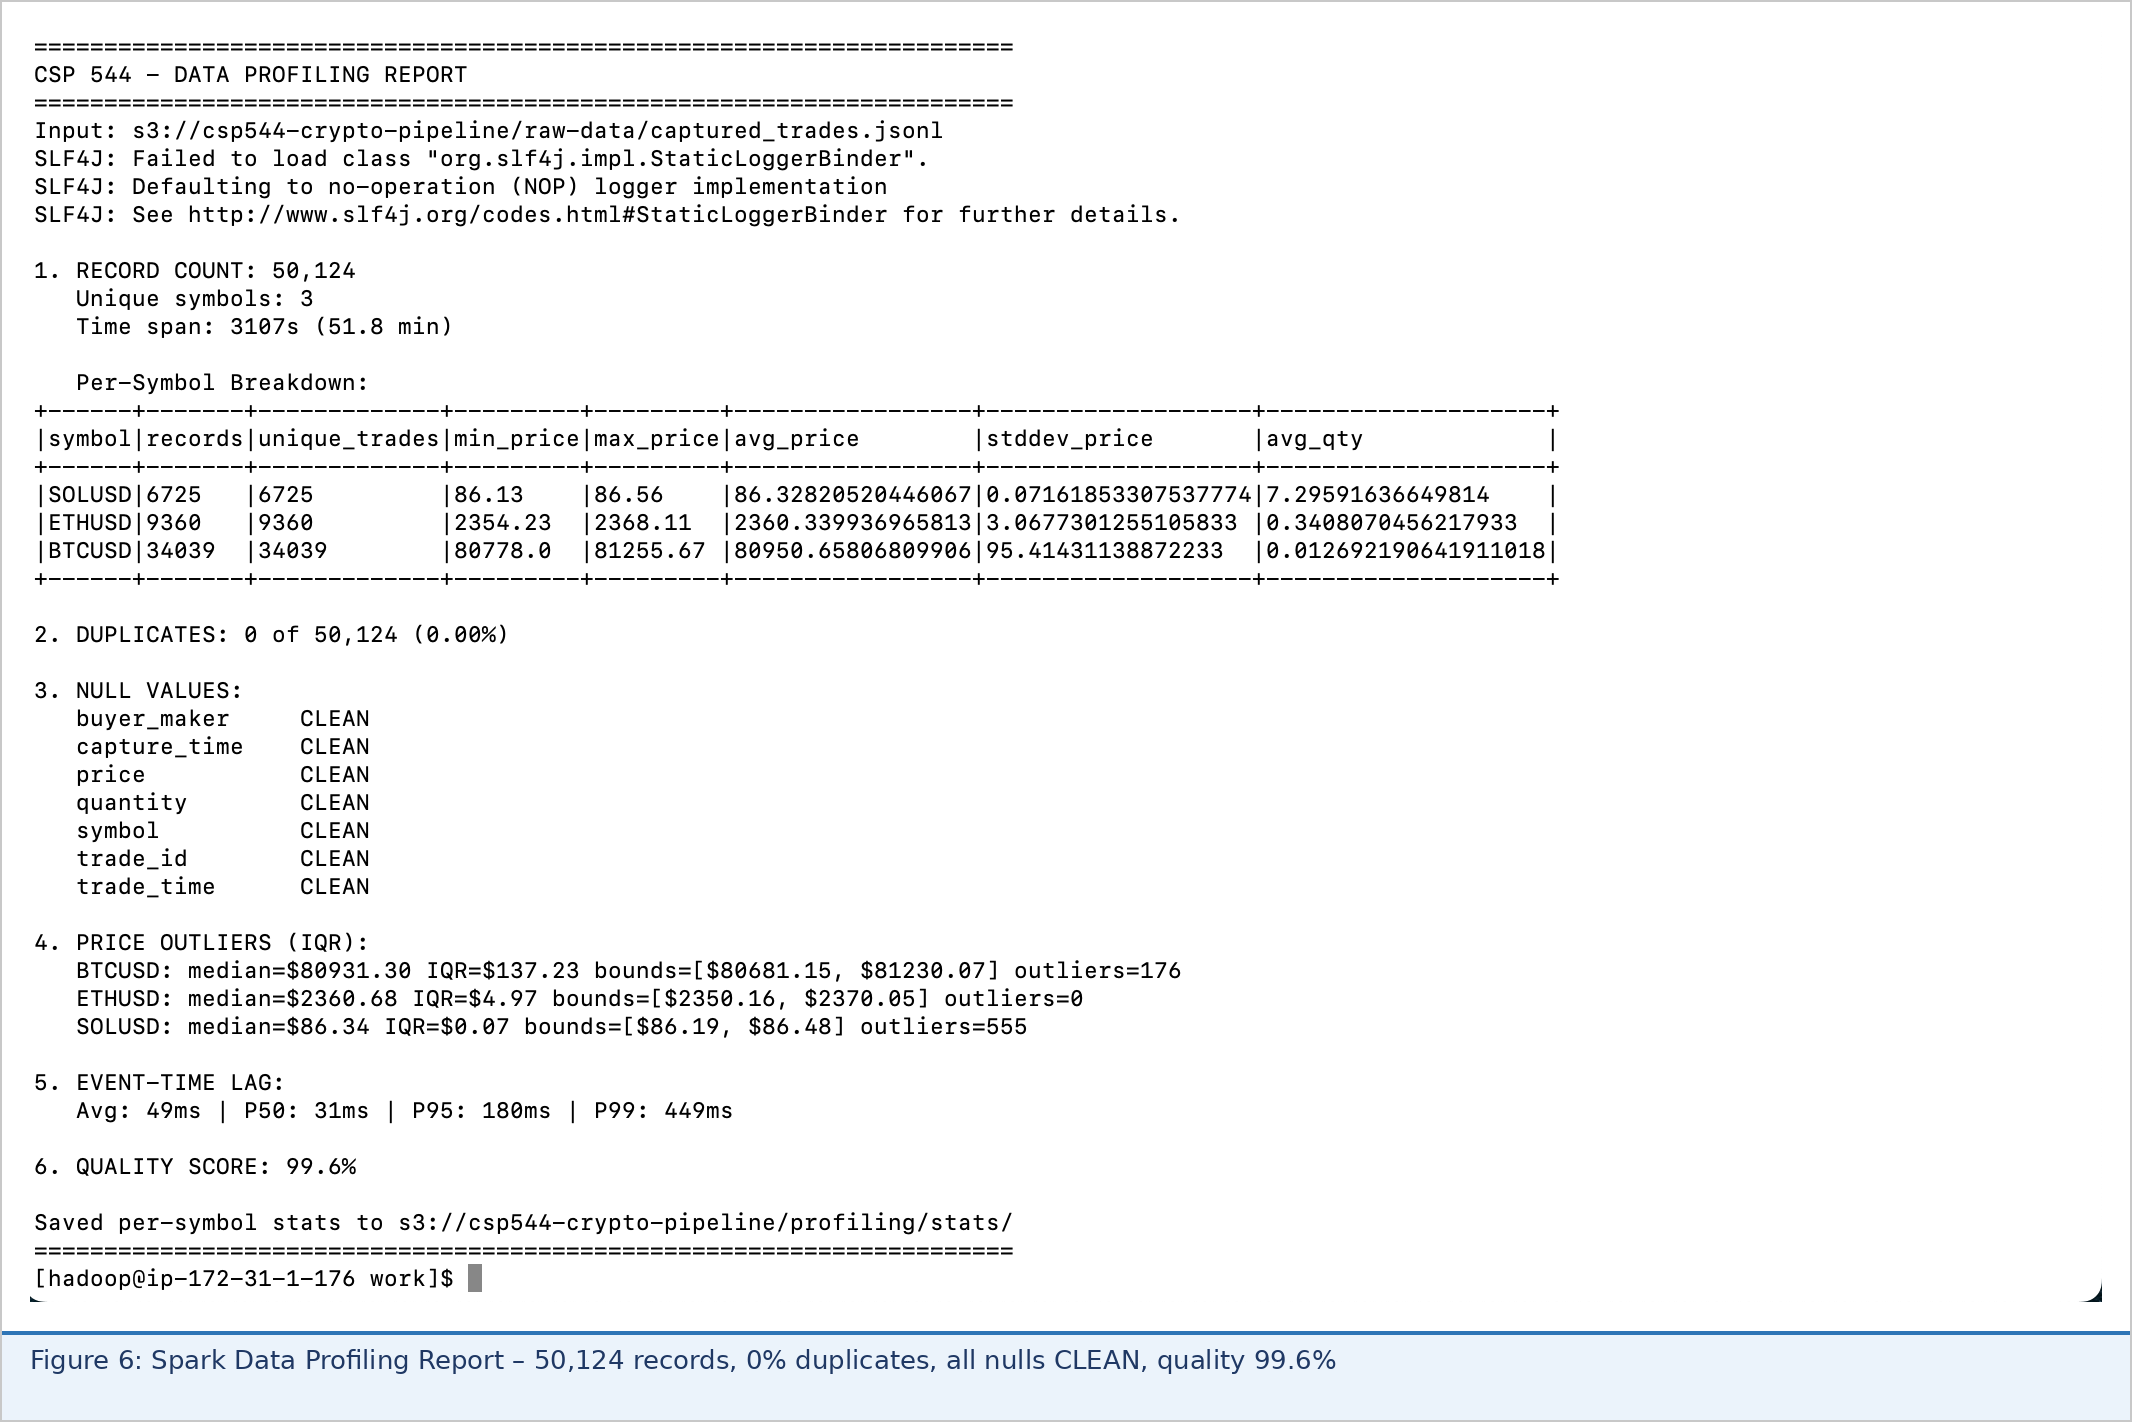 ======================================================================
CSP 544 - DATA PROFILING REPORT
======================================================================
Input: s3://csp544-crypto-pipeline/raw-data/captured_trades.jsonl
SLF4J: Failed to load class "org.slf4j.impl.StaticLoggerBinder".
SLF4J: Defaulting to no-operation (NOP) logger implementation
SLF4J: See http://www.slf4j.org/codes.html#StaticLoggerBinder for further details.

1. RECORD COUNT: 50,124
   Unique symbols: 3
   Time span: 3107s (51.8 min)

   Per-Symbol Breakdown:
+------+-------+-------------+---------+---------+-----------------+-------------------+--------------------+
|symbol|records|unique_trades|min_price|max_price|avg_price        |stddev_price       |avg_qty             |
+------+-------+-------------+---------+---------+-----------------+-------------------+--------------------+
|SOLUSD|6725   |6725         |86.13    |86.56    |86.32820520446067|0.07161853307537774|7.29591636649814    |
|ETHUSD|9360   |9360         |2354.23  |2368.11  |2360.339936965813|3.0677301255105833 |0.3408070456217933  |
|BTCUSD|34039  |34039        |80778.0  |81255.67 |80950.65806809906|95.41431138872233  |0.012692190641911018|
+------+-------+-------------+---------+---------+-----------------+-------------------+--------------------+

2. DUPLICATES: 0 of 50,124 (0.00%)

3. NULL VALUES:
   buyer_maker     CLEAN
   capture_time    CLEAN
   price           CLEAN
   quantity        CLEAN
   symbol          CLEAN
   trade_id        CLEAN
   trade_time      CLEAN

4. PRICE OUTLIERS (IQR):
   BTCUSD: median=$80931.30 IQR=$137.23 bounds=[$80681.15, $81230.07] outliers=176
   ETHUSD: median=$2360.68 IQR=$4.97 bounds=[$2350.16, $2370.05] outliers=0
   SOLUSD: median=$86.34 IQR=$0.07 bounds=[$86.19, $86.48] outliers=555

5. EVENT-TIME LAG:
   Avg: 49ms | P50: 31ms | P95: 180ms | P99: 449ms

6. QUALITY SCORE: 99.6%

Saved per-symbol stats to s3://csp544-crypto-pipeline/profiling/stats/
======================================================================
[hadoop@ip-172-31-1-176 work]$
Figure 6: Spark Data Profiling Report – 50,124 records, 0% duplicates, all nulls CLEAN, quality 99.6%